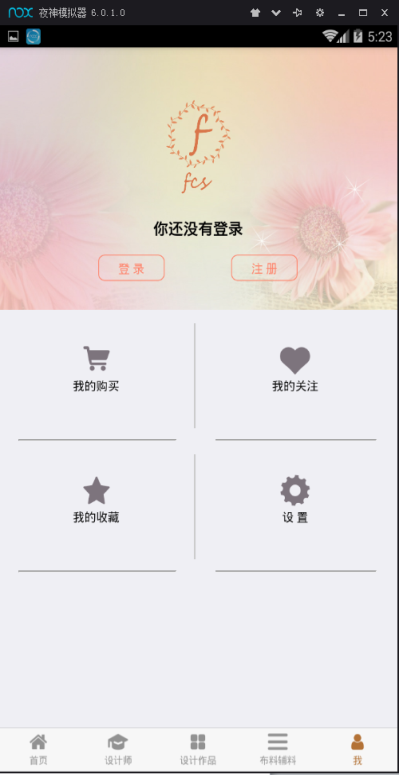 nox 夜神模拟器 6.0.1.0
5:23
f
fcs
你还没有登录
登 录
注 册
我的购买
我的关注
我的收藏
设 置
首页
设计师
设计作品
布料辅料
我